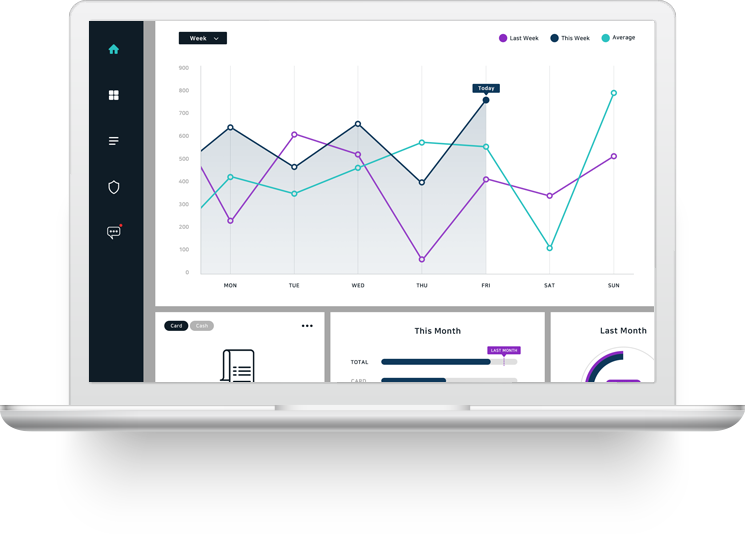 Week
Last Week
This Week
Average
900
800
700
600
500
400
300
200
100
0
Today
MON TUE WED THU FRI SAT SUN
Card Cash
This Month
LAST MONTH
TOTAL
CARD
Last Month